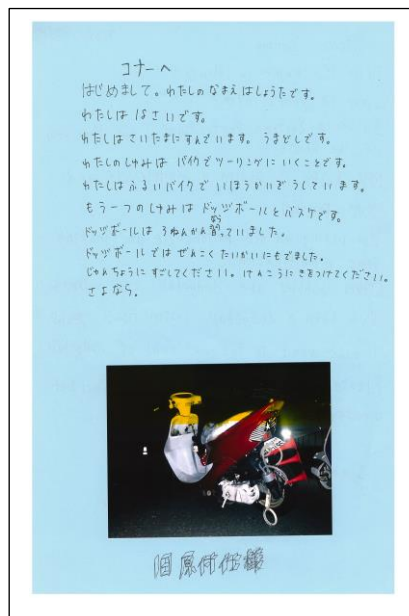 コナーへ
はじめまして。わたしのなまえはしょうたです。
わたしは18さいです。
わたしはさいたまにすんでいます。うまどしです。
わたしのしゅみは バイクでツーリングにいくことです。
わたしはふるいバイクで いほうかいぞうしています。
もう一つのしゅみは ドッヂボールとバスケです。
なら
ドッヂボールは 3ねんかん習っていました。
ドッヂボールでは ぜんこくたいかいにもでました。
じゅんちょうに すごしてください。けんこうにきをつけてください。
さよなら。
原